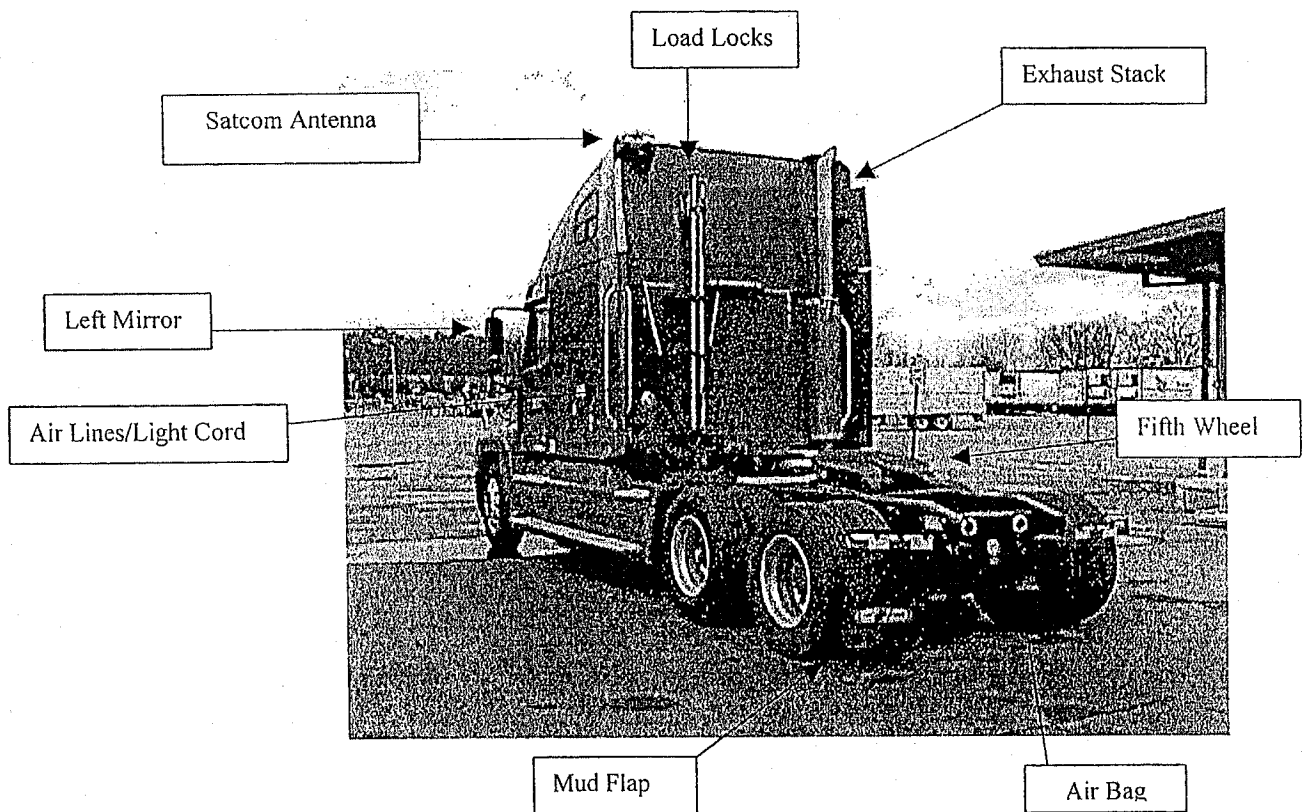 Load Locks
Exhaust Stack
Satcom Antenna
Left Mirror
Air Lines/Light Cord
Fifth Wheel
Mud Flap
Air Bag